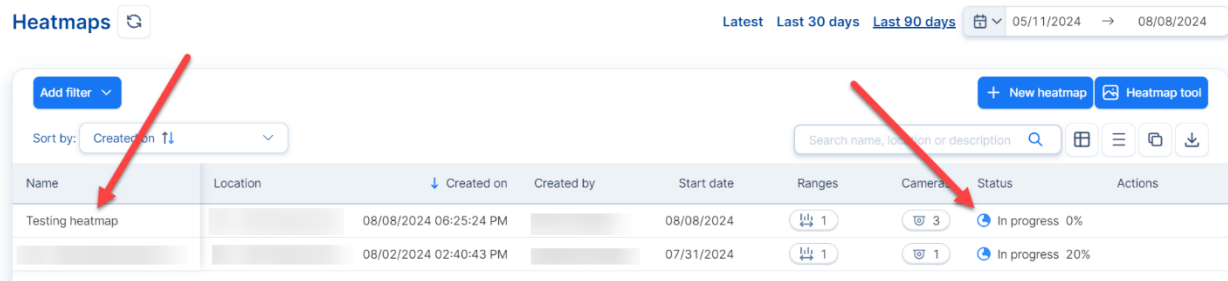 Heatmaps
Latest Last 30 days Last 90 days 05/11/2024 → 08/08/2024
Add filter
+ New heatmap Heatmap tool
Sort by: Created on
Search name, location or description
Name Location ↓ Created on Created by Start date Ranges Cameras Status Actions
Testing heatmap 08/08/2024 06:25:24 PM 08/08/2024 1 3 In progress 0%
08/02/2024 02:40:43 PM 07/31/2024 1 1 In progress 20%